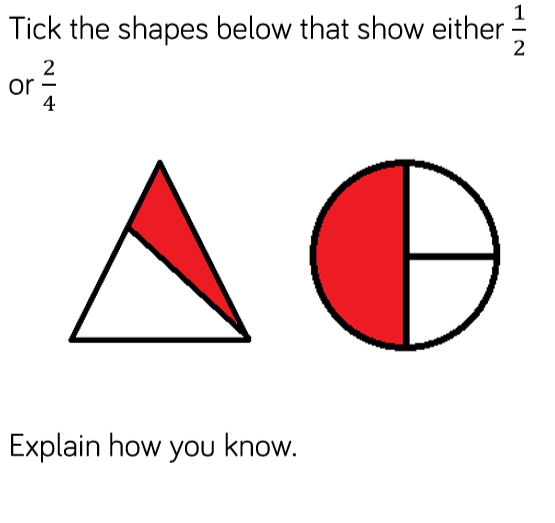 Tick the shapes below that show either 1/2
or 2/4
Explain how you know.